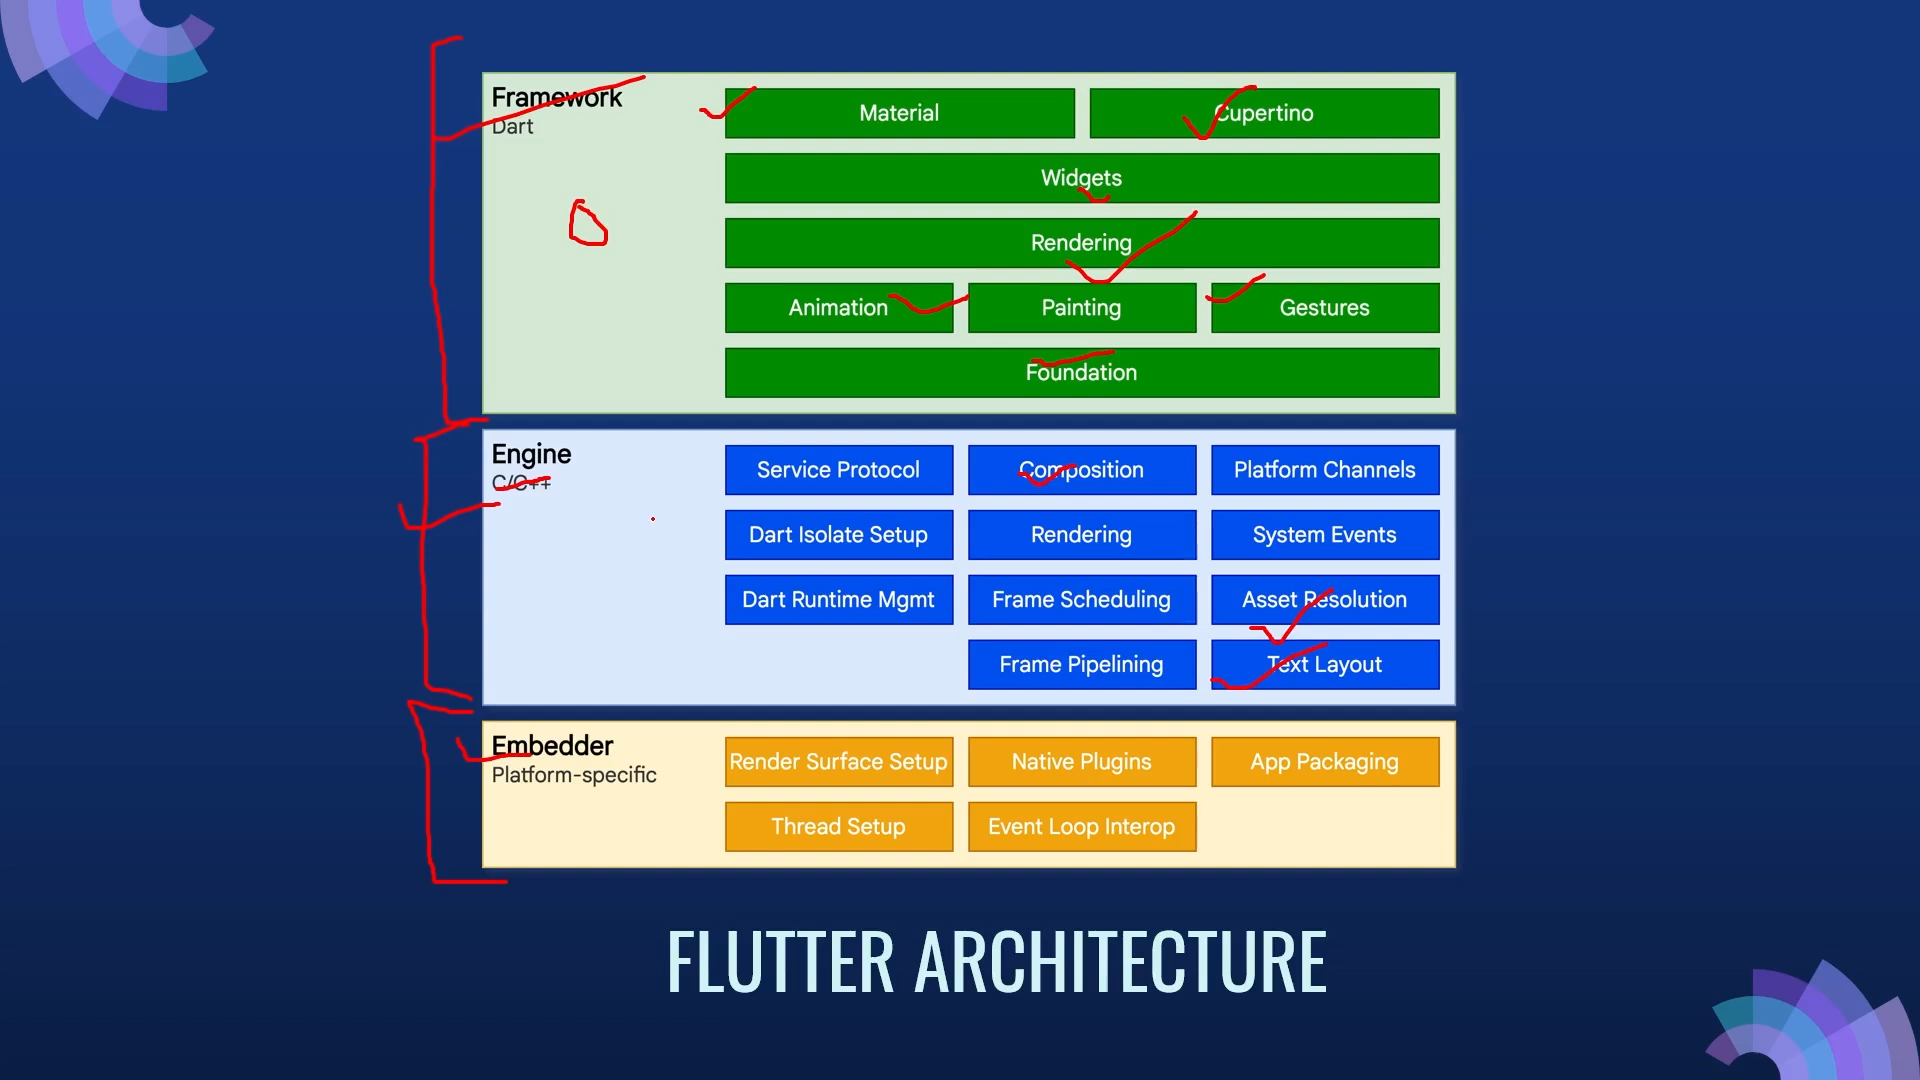 Framework
Dart
Material
Cupertino
Widgets
Rendering
Animation
Painting
Gestures
Foundation
Engine
C/C++
Service Protocol
Composition
Platform Channels
Dart Isolate Setup
Rendering
System Events
Dart Runtime Mgmt
Frame Scheduling
Asset Resolution
Frame Pipelining
Text Layout
Embedder
Platform-specific
Render Surface Setup
Native Plugins
App Packaging
Thread Setup
Event Loop Interop
FLUTTER ARCHITECTURE